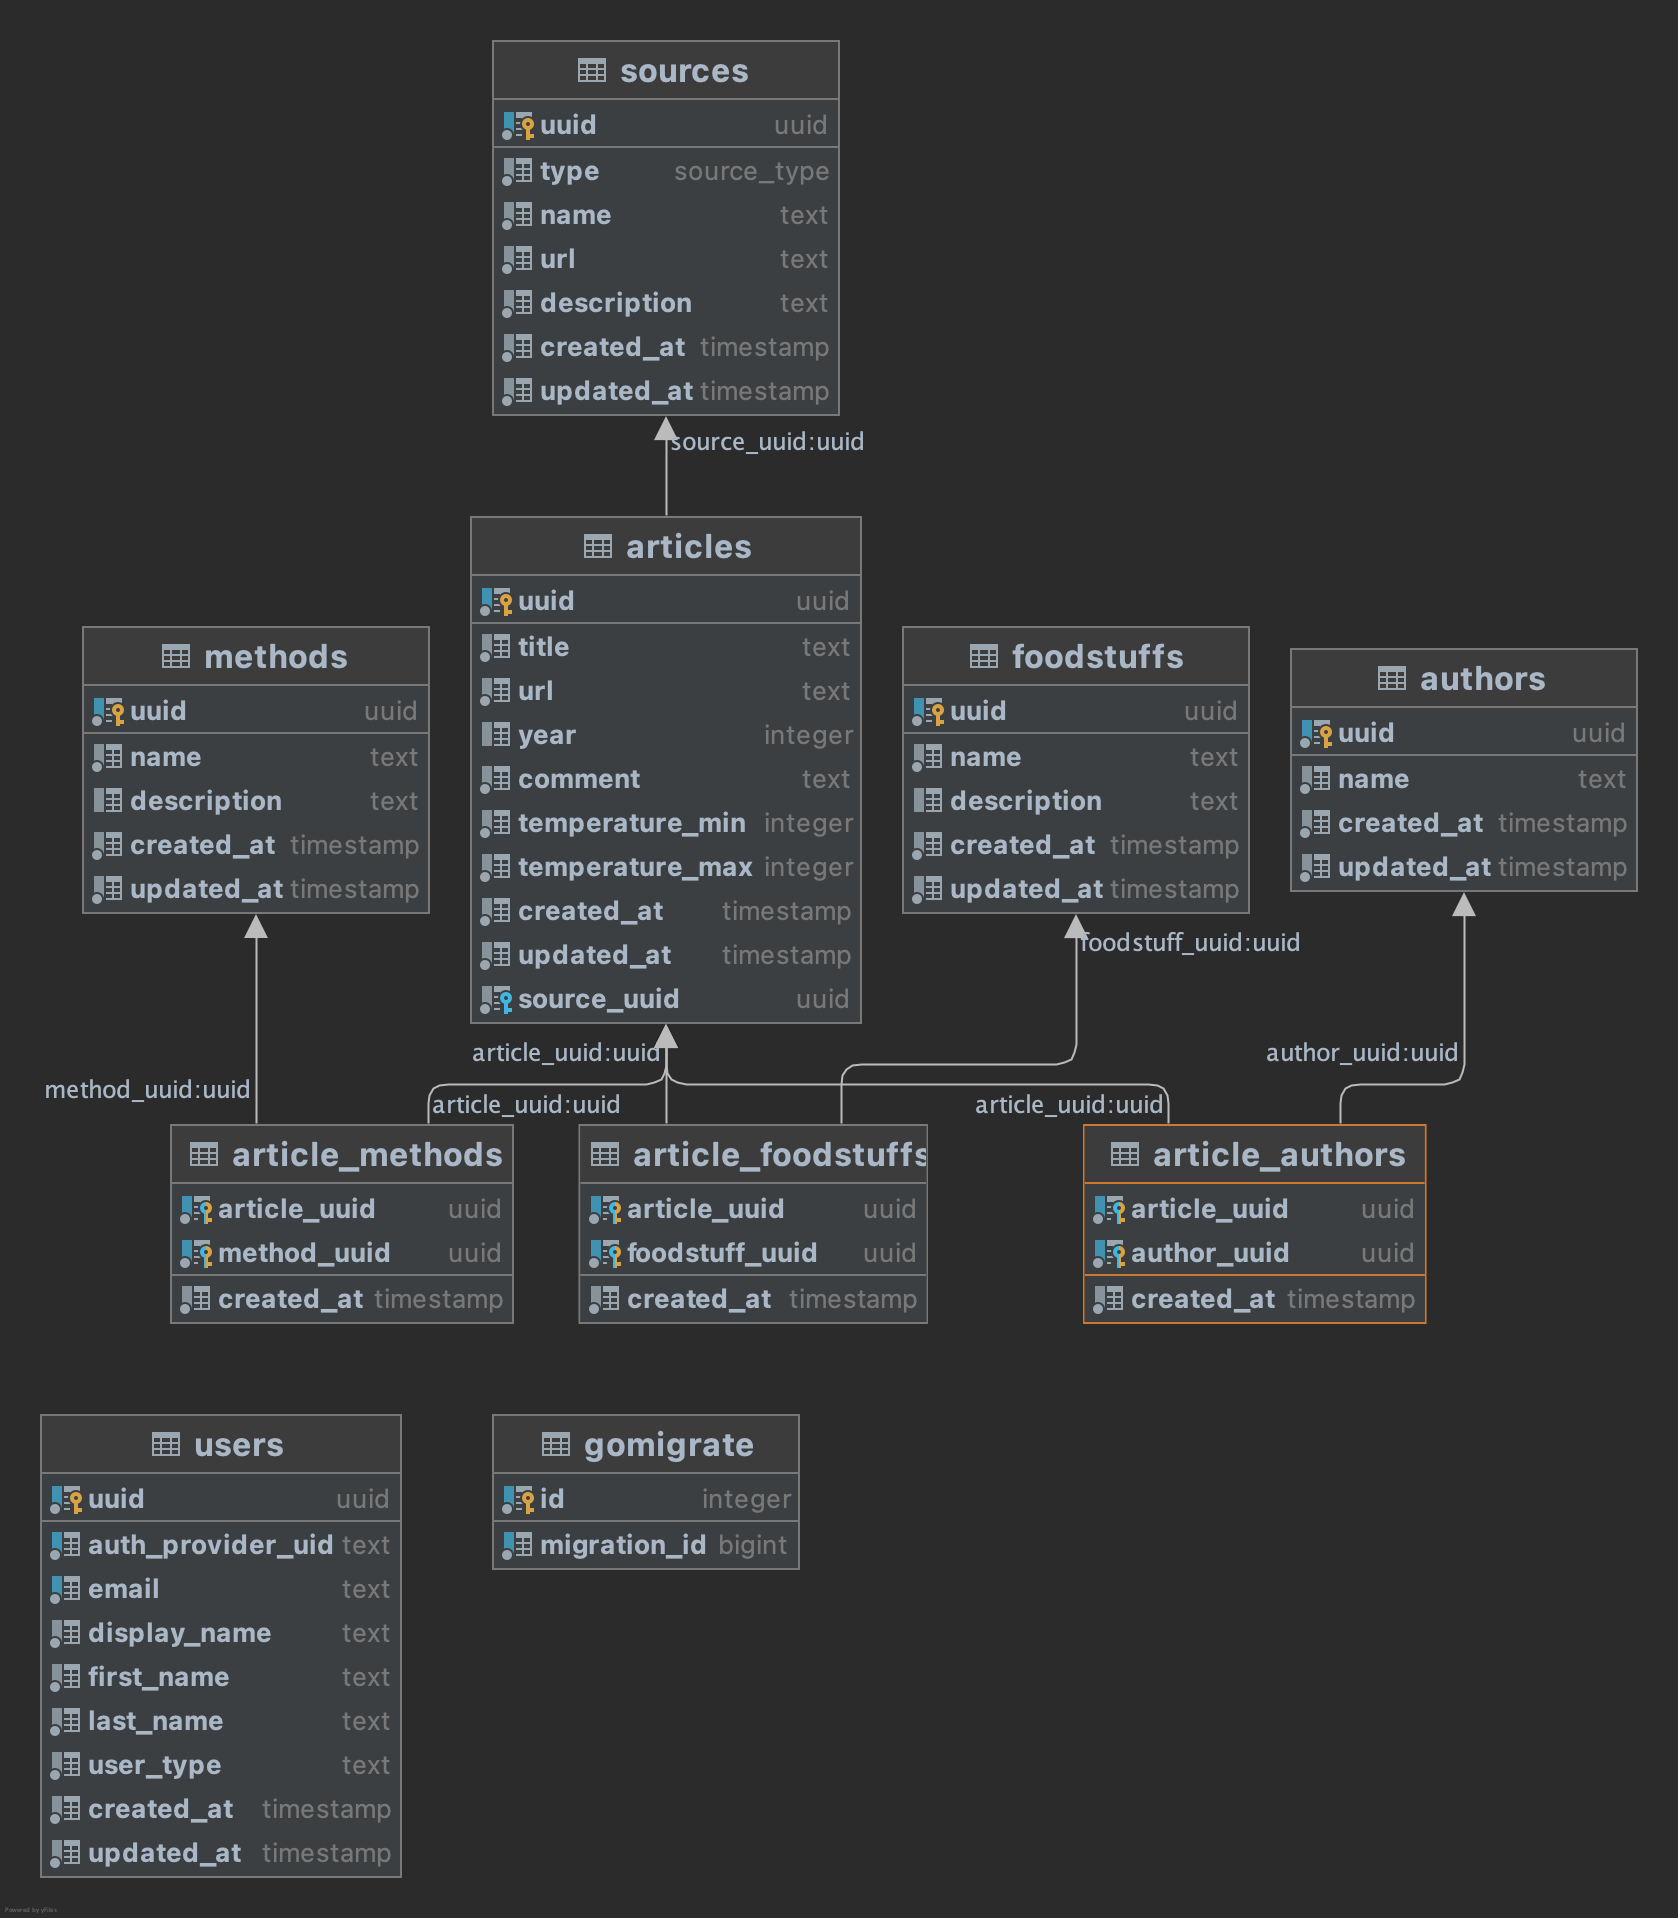 sources
uuid uuid
type source_type
name text
url text
description text
created_at timestamp
updated_at timestamp
source_uuid:uuid
articles
uuid uuid
title text
url text
year integer
comment text
temperature_min integer
temperature_max integer
created_at timestamp
updated_at timestamp
source_uuid uuid
methods
uuid uuid
name text
description text
created_at timestamp
updated_at timestamp
foodstuffs
uuid uuid
name text
description text
created_at timestamp
updated_at timestamp
authors
uuid uuid
name text
created_at timestamp
updated_at timestamp
foodstuff_uuid:uuid
article_uuid:uuid
author_uuid:uuid
method_uuid:uuid
article_uuid:uuid
article_uuid:uuid
article_methods
article_uuid uuid
method_uuid uuid
created_at timestamp
article_foodstuffs
article_uuid uuid
foodstuff_uuid uuid
created_at timestamp
article_authors
article_uuid uuid
author_uuid uuid
created_at timestamp
users
uuid uuid
auth_provider_uid text
email text
display_name text
first_name text
last_name text
user_type text
created_at timestamp
updated_at timestamp
gomigrate
id integer
migration_id bigint
Powered by yFiles